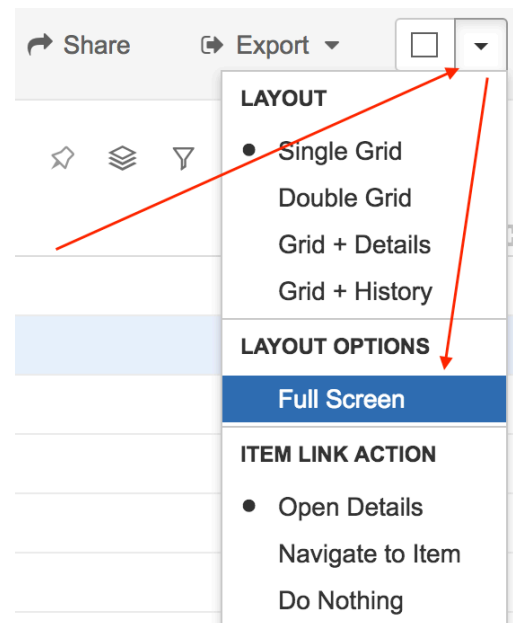 Share
Export
LAYOUT
Single Grid
Double Grid
Grid + Details
Grid + History
LAYOUT OPTIONS
Full Screen
ITEM LINK ACTION
Open Details
Navigate to Item
Do Nothing